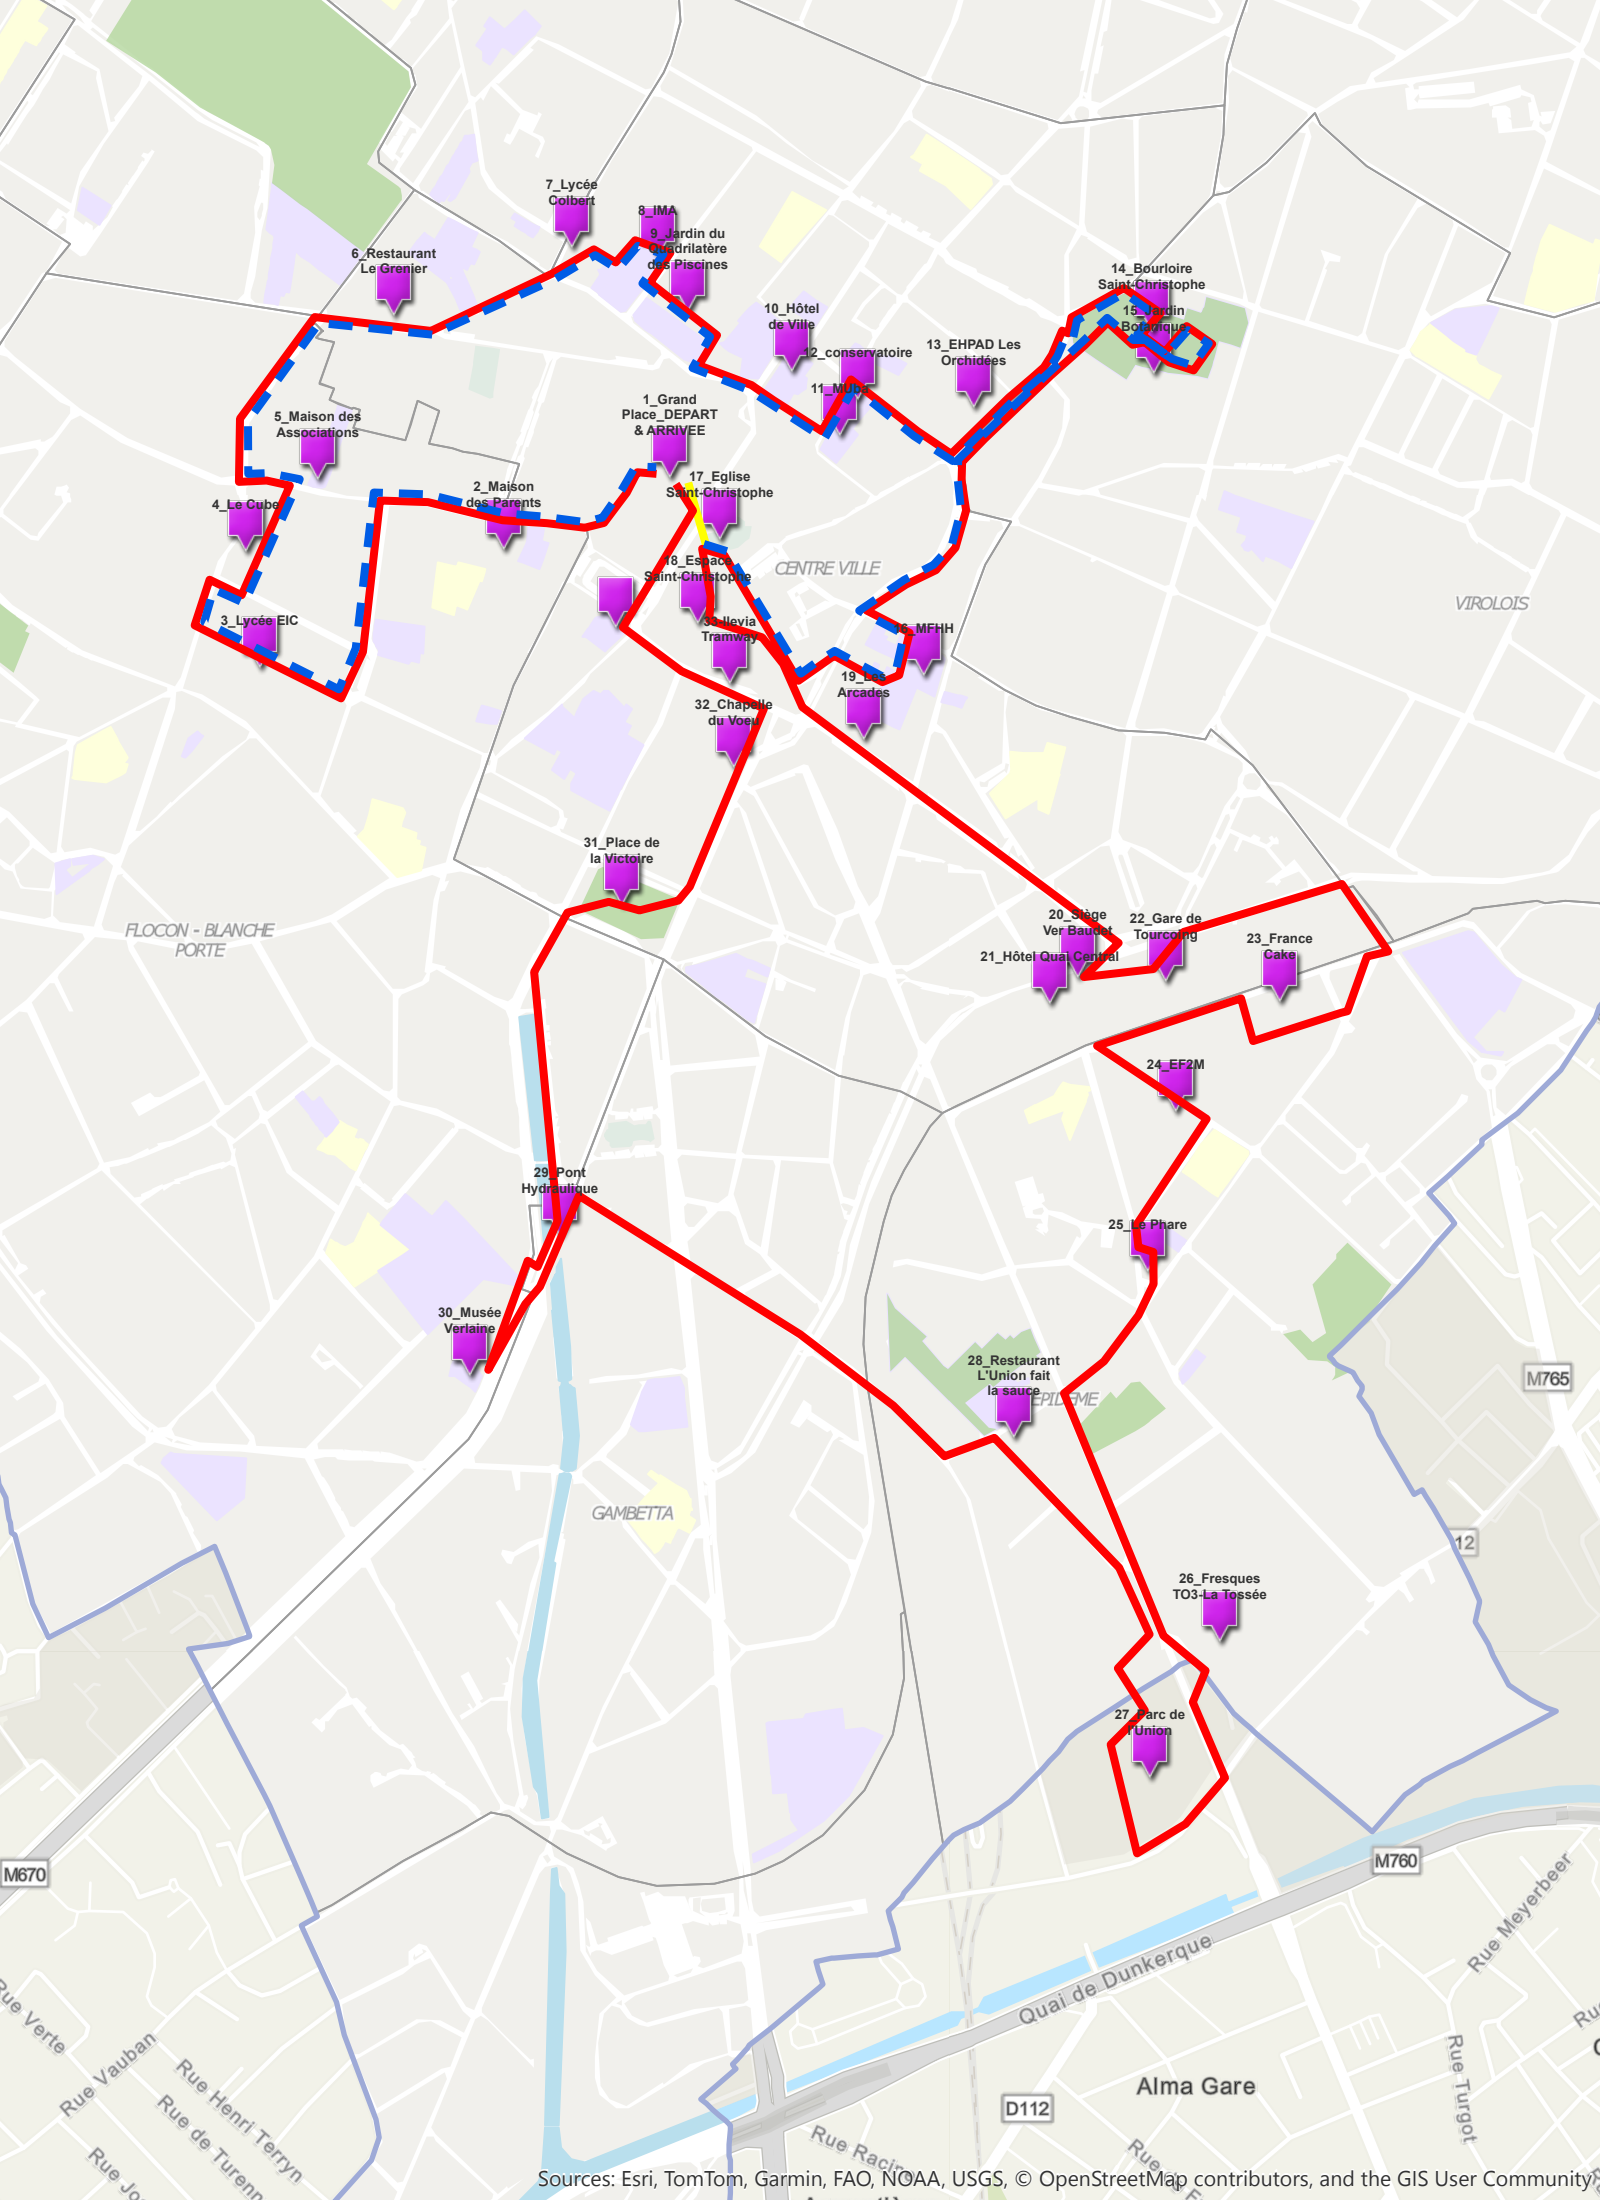 7_Lycée
Colbert
8_IMA
9_Jardin du
Quadrilatère
des Piscines
6_Restaurant
Le Grenier
14_Bourloire
Saint-Christophe
15_Jardin
Botanique
10_Hôtel
de Ville
12_conservatoire
13_EHPAD Les
Orchidées
11_MUba
1_Grand
Place_DEPART
& ARRIVEE
5_Maison des
Associations
17_Eglise
Saint-Christophe
2_Maison
des Parents
4_Le Cube
18_Espace
Saint-Christophe
CENTRE VILLE
VIROLOIS
3_Lycée EIC
33-Ilevia
Tramway
16_MFHH
19_Les
Arcades
32_Chapelle
du Voeu
31_Place de
la Victoire
FLOCON - BLANCHE
PORTE
20_Siège
Ver Baudet
22_Gare de
Tourcoing
21_Hôtel Quai Central
23_France
Cake
24_EF2M
29_Pont
Hydraulique
25_Le Phare
30_Musée
Verlaine
28_Restaurant
L'Union fait
la sauce
EPIDEME
M765
GAMBETTA
12
26_Fresques
TO3-La Tossée
27_Parc de
l'Union
M670
M760
Rue Meyerbeer
Quai de Dunkerque
Rue Verte
Rue Vauban
Rue Henri Terryn
Rue de Turenn
Alma Gare
D112
Rue Turgot
Rue Racine
Sources: Esri, TomTom, Garmin, FAO, NOAA, USGS, © OpenStreetMap contributors, and the GIS User Community